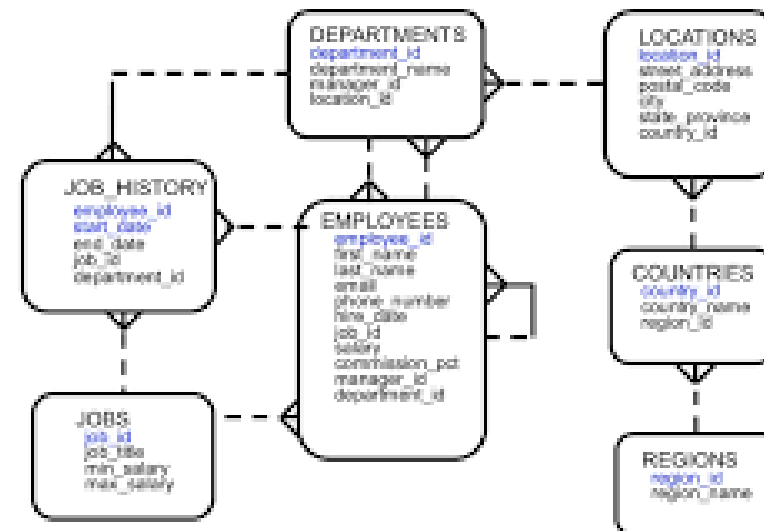 DEPARTMENTS
department_id
department_name
manager_id
location_id
LOCATIONS
location_id
street_address
postal_code
city
state_province
country_id
JOB_HISTORY
employee_id
start_date
end_date
job_id
department_id
EMPLOYEES
employee_id
first_name
last_name
email
phone_number
hire_date
job_id
salary
commission_pct
manager_id
department_id
COUNTRIES
country_id
country_name
region_id
JOBS
job_id
job_title
min_salary
max_salary
REGIONS
region_id
region_name